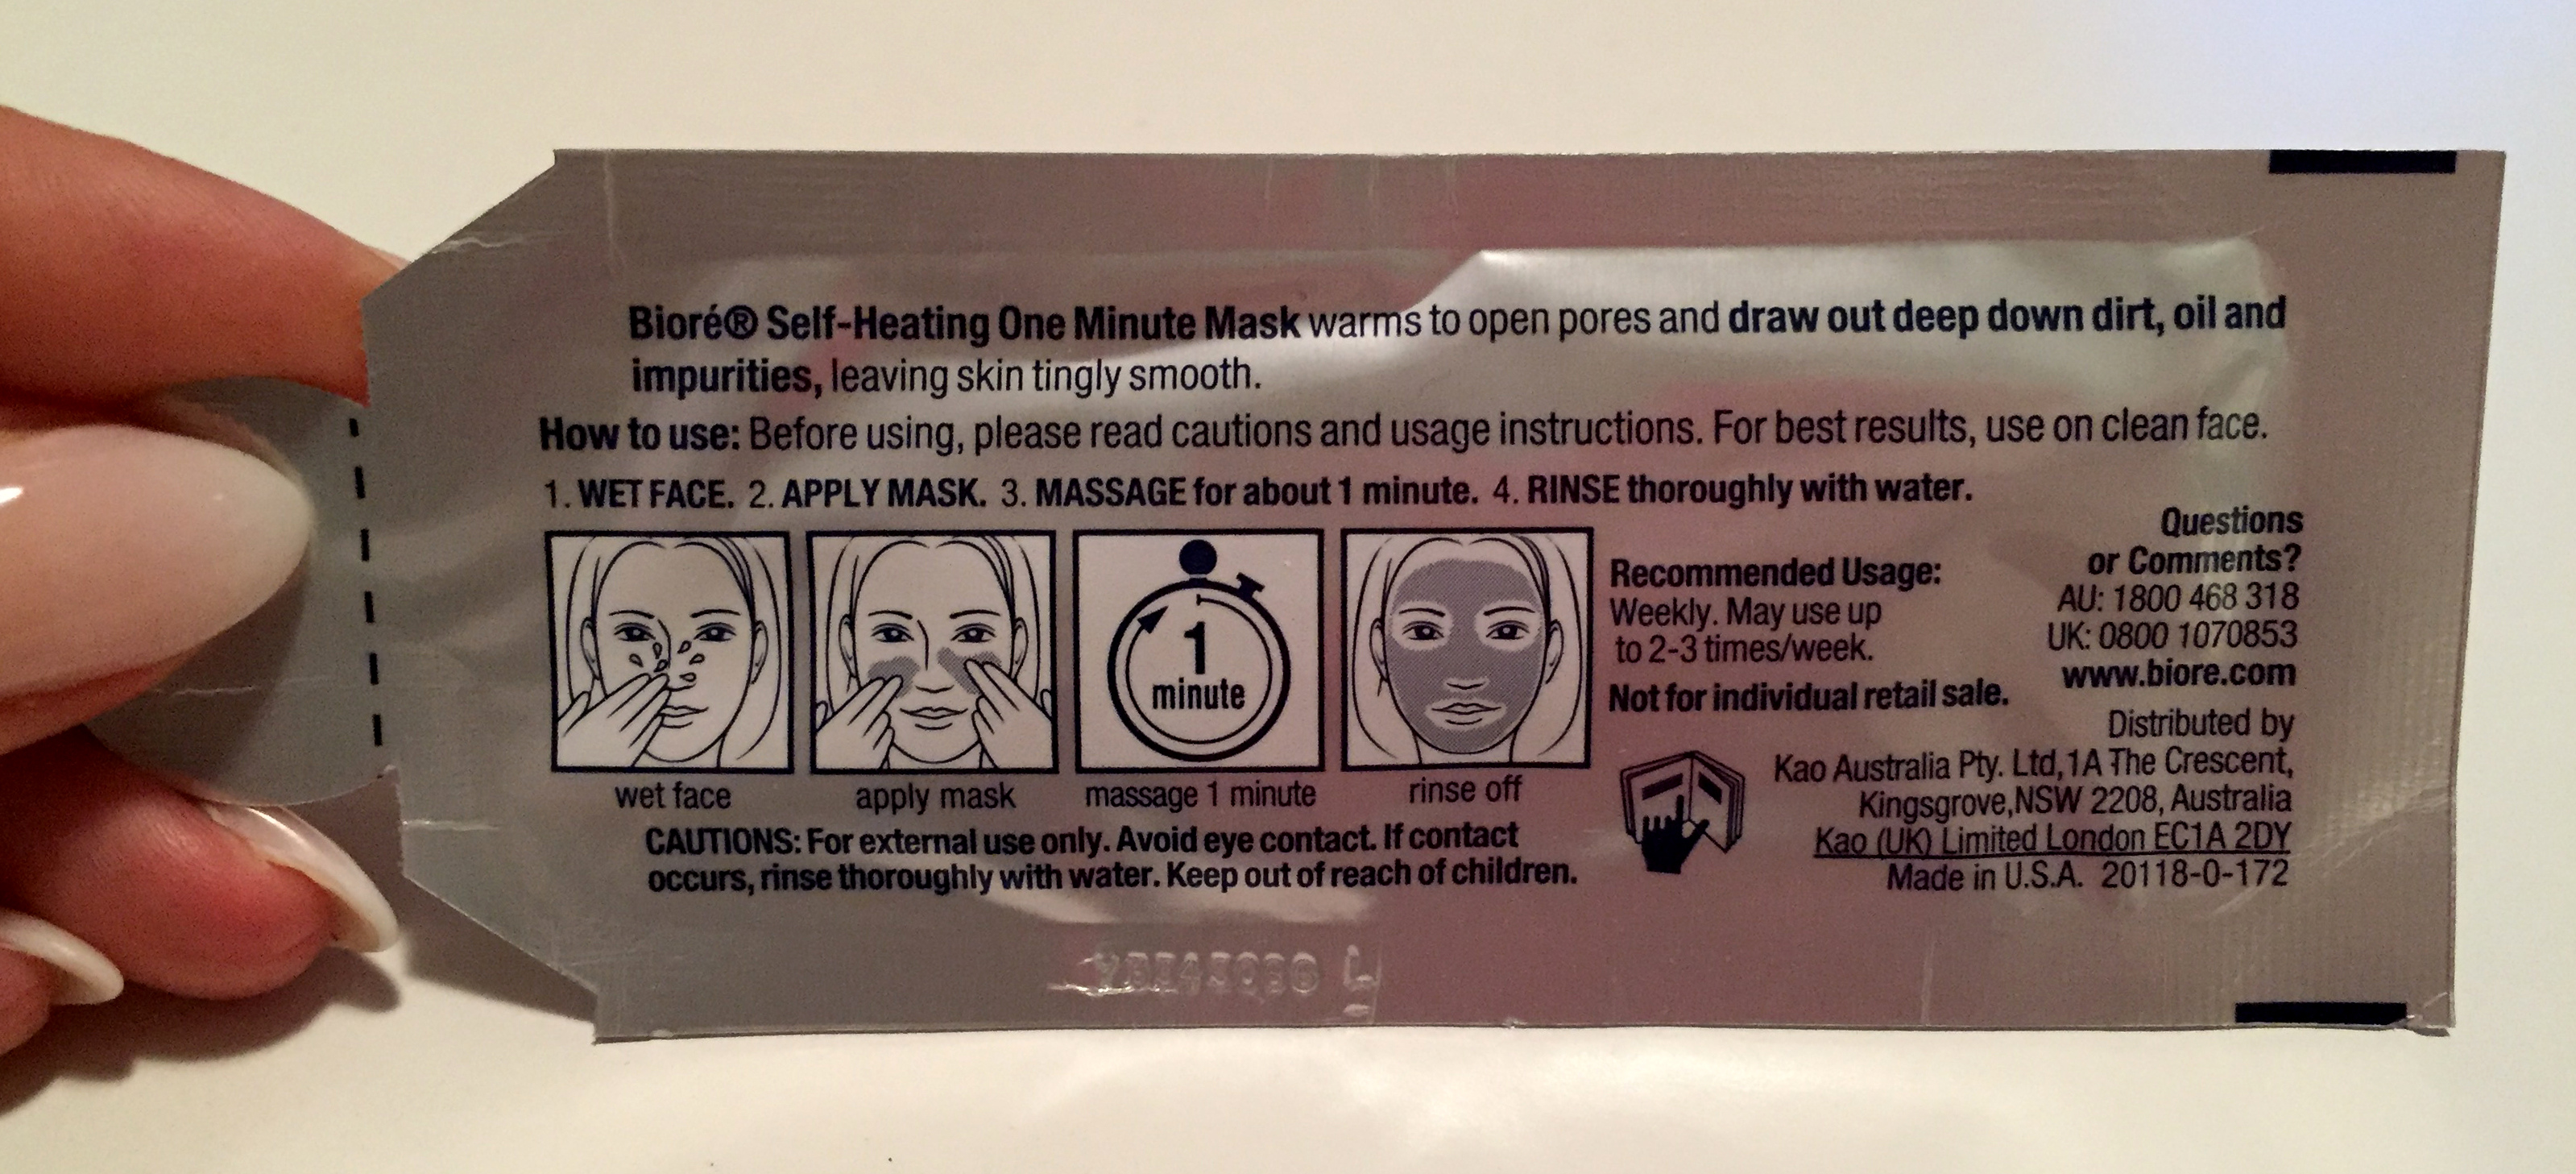 Bioré® Self-Heating One Minute Mask warms to open pores and draw out deep down dirt, oil and
impurities, leaving skin tingly smooth.
How to use: Before using, please read cautions and usage instructions. For best results, use on clean face.
1. WET FACE. 2. APPLY MASK. 3. MASSAGE for about 1 minute. 4. RINSE thoroughly with water.
1
minute
wet face
apply mask
massage 1 minute
rinse off
CAUTIONS: For external use only. Avoid eye contact. If contact
occurs, rinse thoroughly with water. Keep out of reach of children.
Recommended Usage:
Weekly. May use up
to 2-3 times/week.
Not for individual retail sale.
Questions
or Comments?
AU: 1800 468 318
UK: 0800 1070853
www.biore.com
Distributed by
Kao Australia Pty. Ltd,1A The Crescent,
Kingsgrove,NSW 2208, Australia
Kao (UK) Limited London EC1A 2DY
Made in U.S.A. 20118-0-172